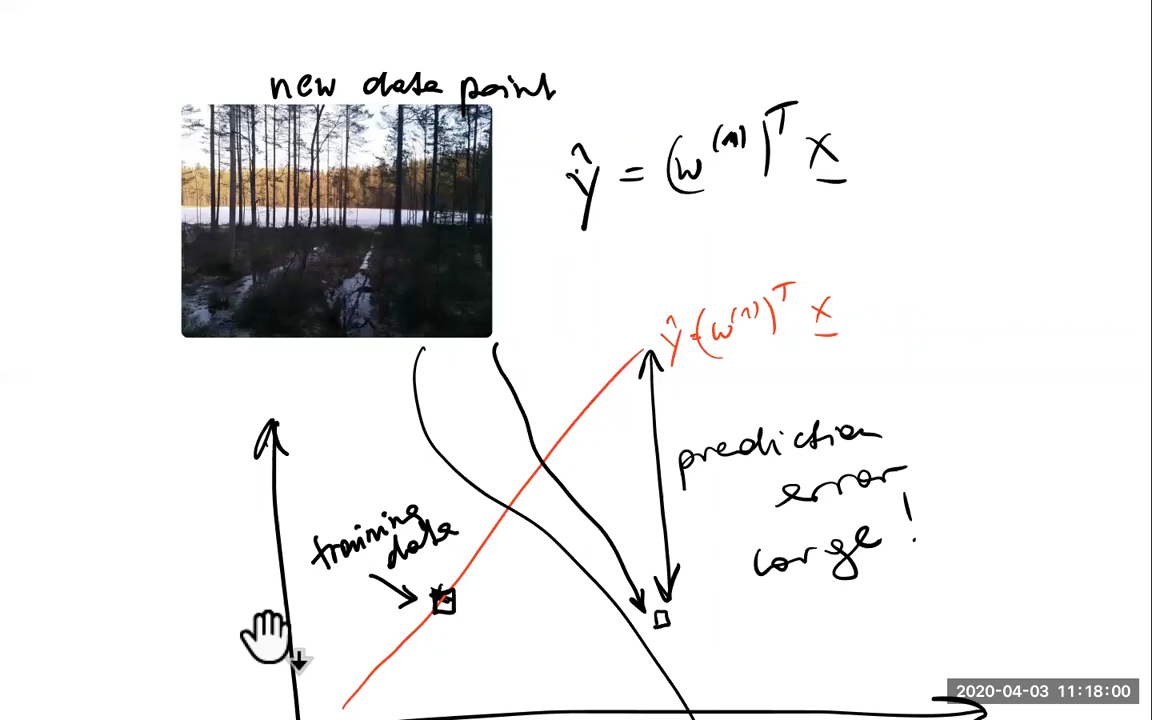 new data point
ŷ = (w^(1))^T x
ŷ=(w^(1))^T x
prediction
error
large!
training
data
2020-04-03 11:18:00